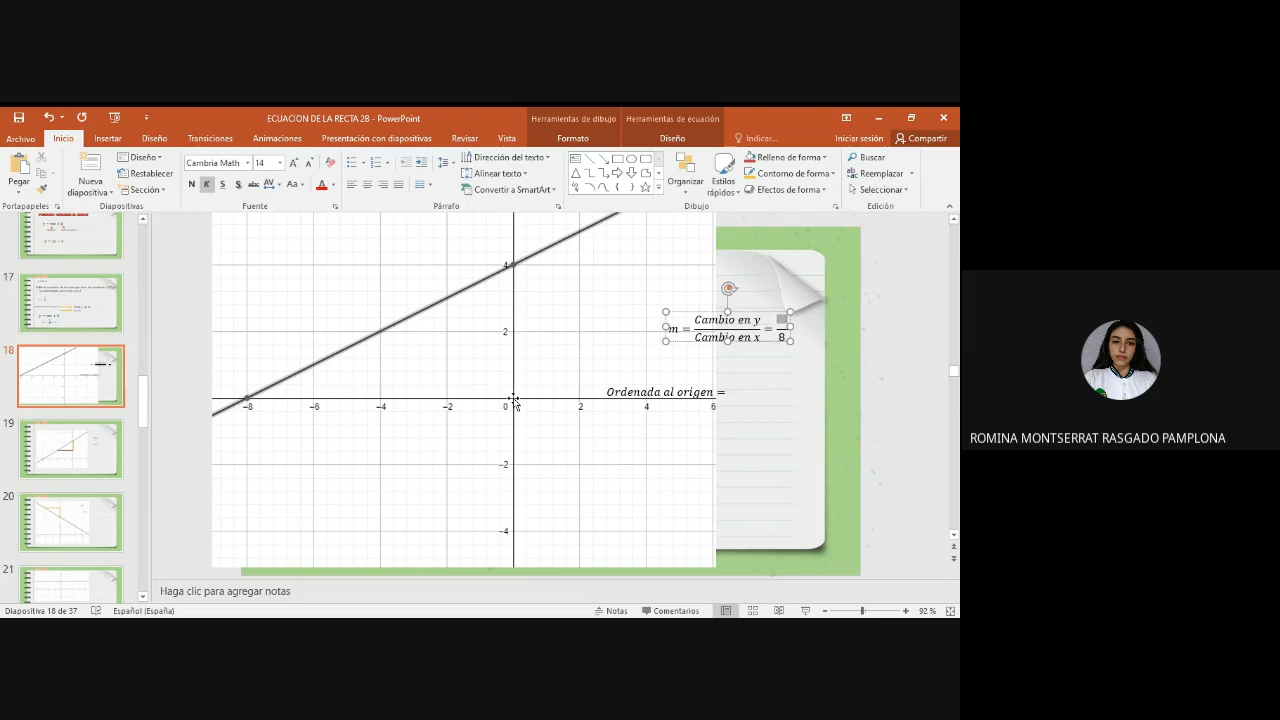 ECUACION DE LA RECTA 2B - PowerPoint
Herramientas de dibujo
Herramientas de ecuación
Archivo
Inicio
Insertar
Diseño
Transiciones
Animaciones
Presentación con diapositivas
Revisar
Vista
Formato
Diseño
Indicar...
Iniciar sesión
Compartir
Pegar
Nueva diapositiva
Diseño
Restablecer
Sección
Cambria Math
14
N K S S abc AV Aa A
Dirección del texto
Alinear texto
Convertir a SmartArt
Organizar
Estilos rápidos
Relleno de forma
Contorno de forma
Efectos de forma
Buscar
Reemplazar
Seleccionar
Portapapeles
Diapositivas
Fuente
Párrafo
Dibujo
Edición
17
18
19
20
21
4
2
−8 −6 −4 −2 0 2 4 6
−2
−4
m = Cambio en y / Cambio en x = / 8
Ordenada al origen =
ROMINA MONTSERRAT RASGADO PAMPLONA
Haga clic para agregar notas
Diapositiva 18 de 37
Español (España)
Notas
Comentarios
92 %